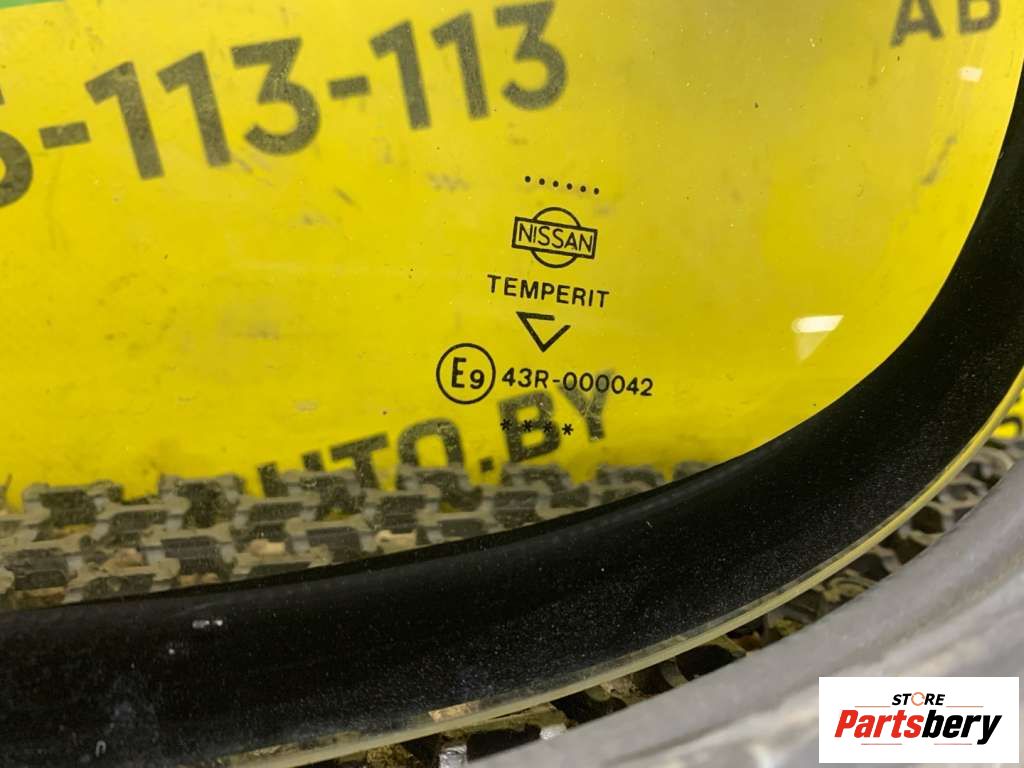 -113-113
AB
......
NISSAN
TEMPERIT
E9 43R-000042
****
UTO.BY
STORE
Partsbery